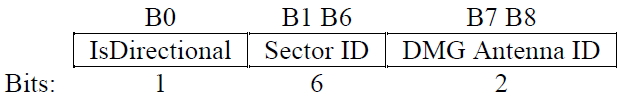 B0 B1 B6 B7 B8
IsDirectional Sector ID DMG Antenna ID
Bits: 1 6 2